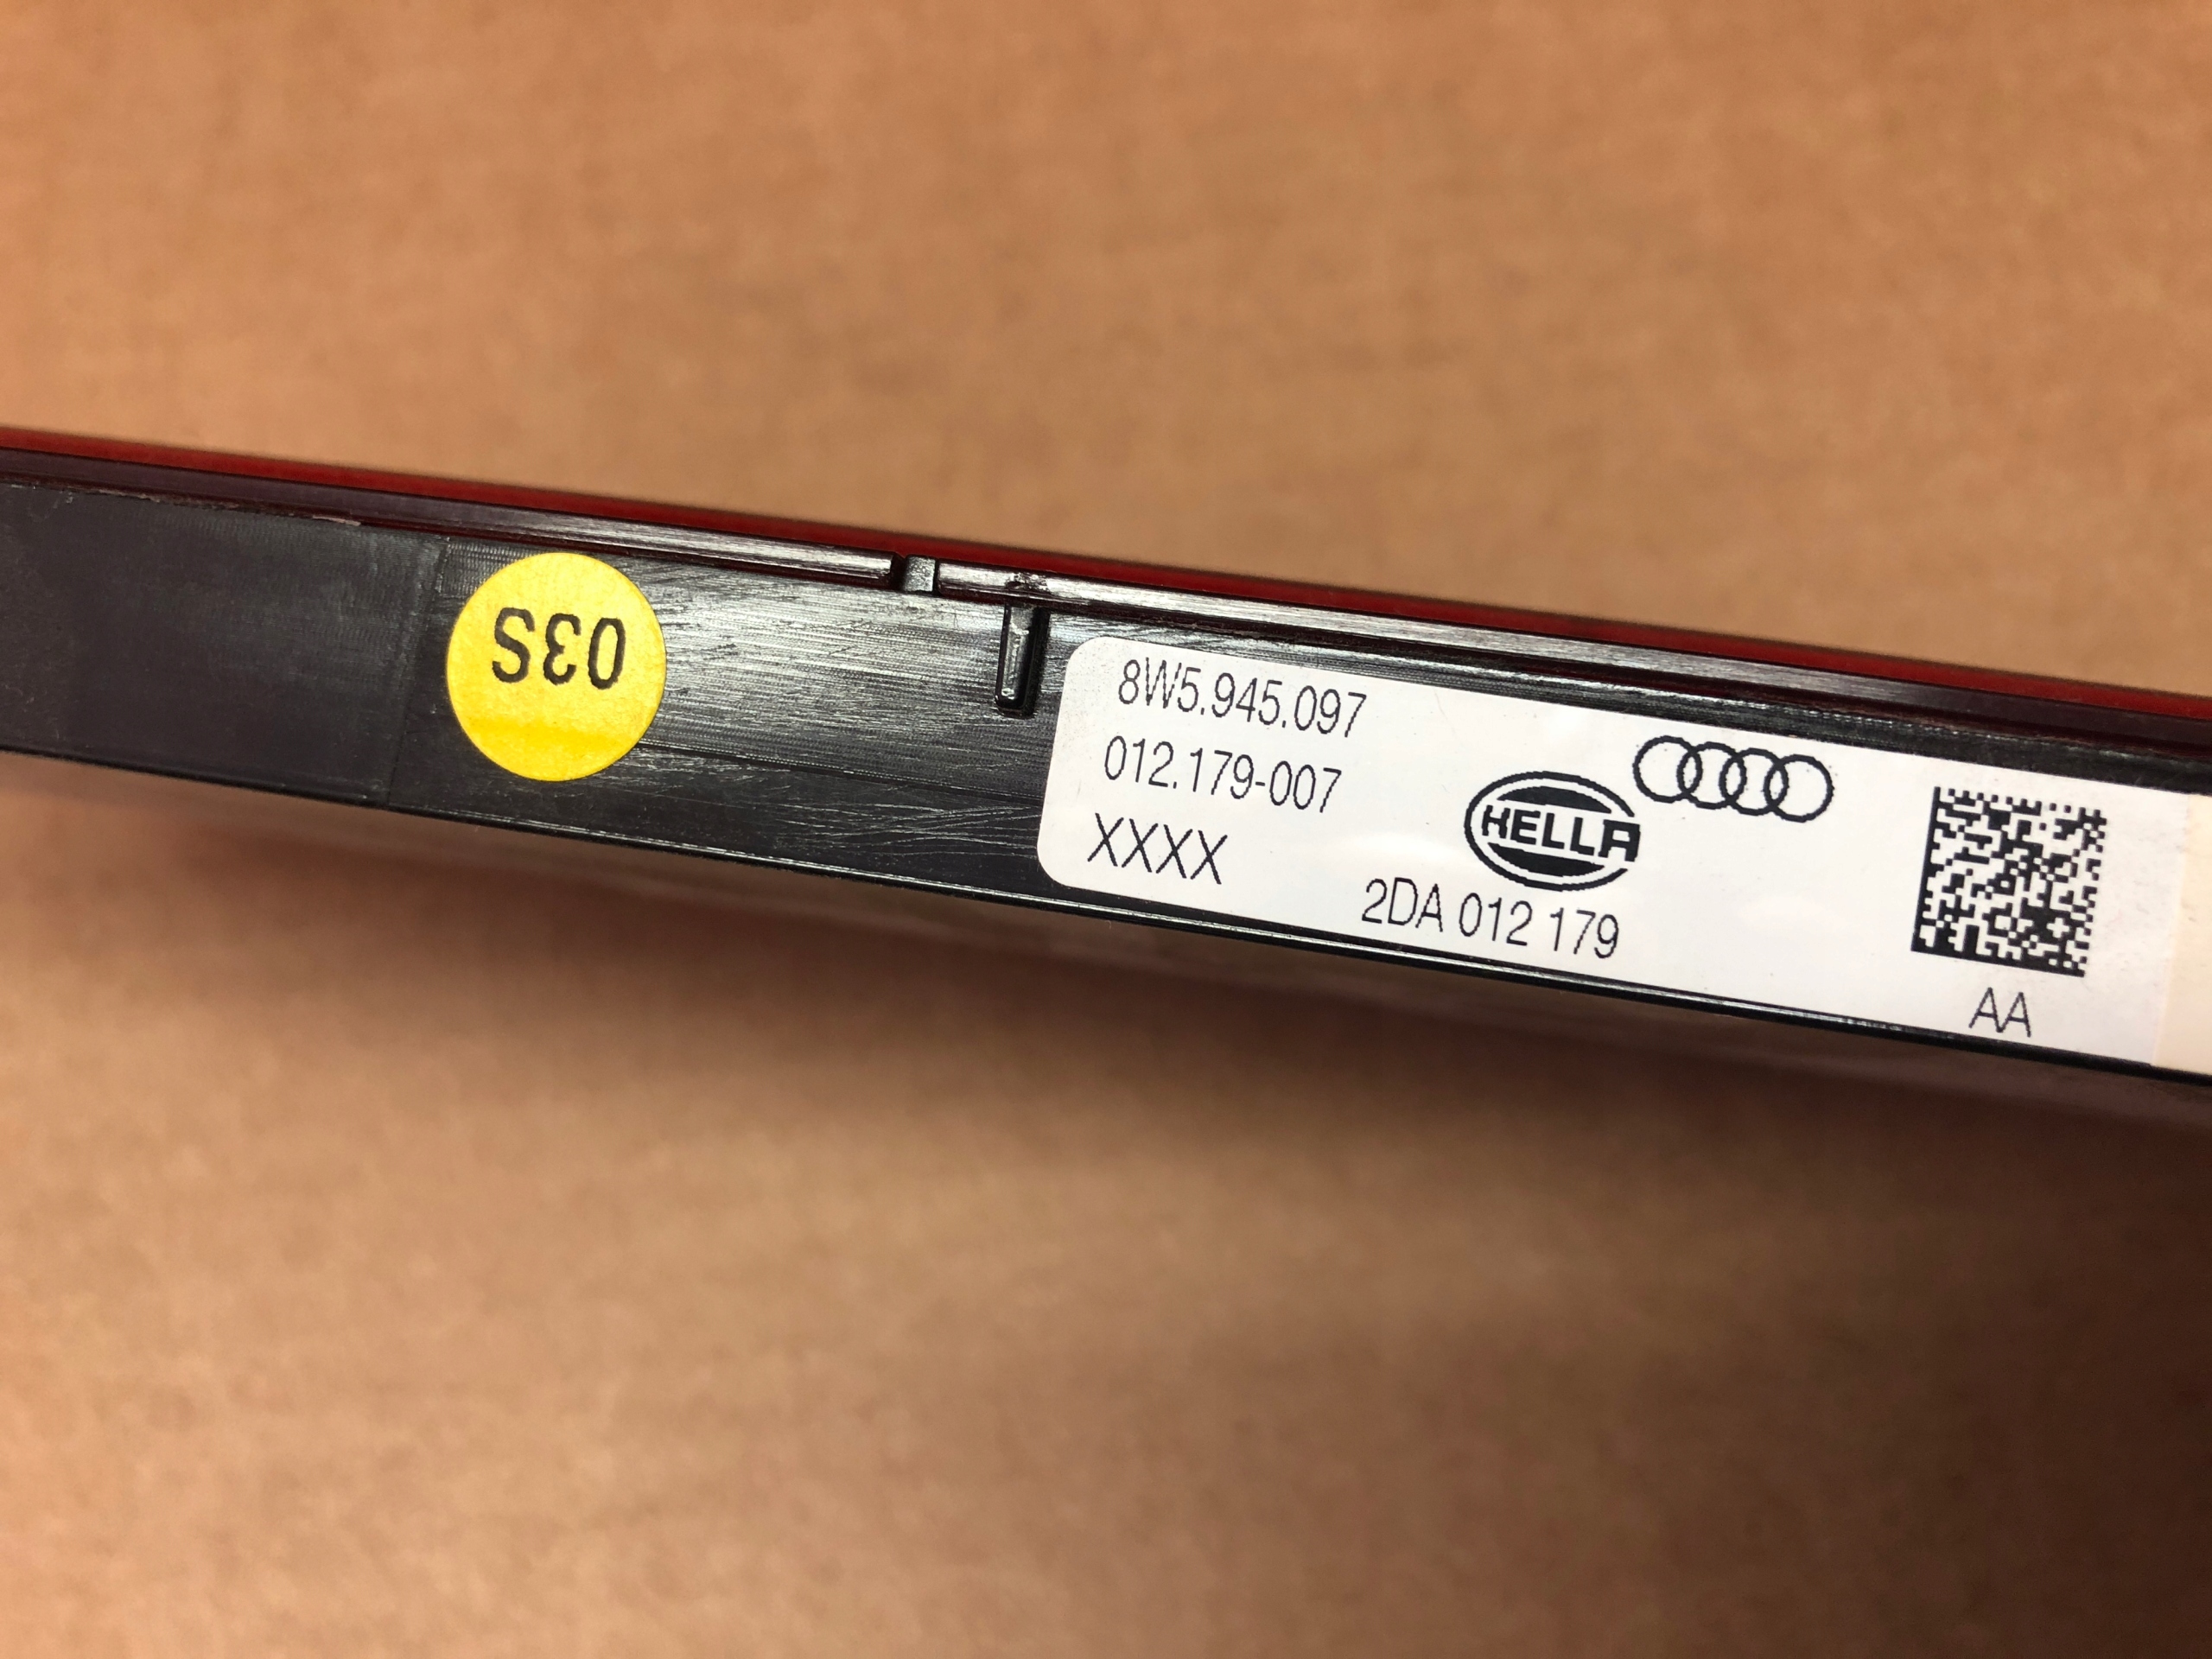 03S
8W5.945.097
012.179-007
XXXX
HELLA
2DA 012 179
AA